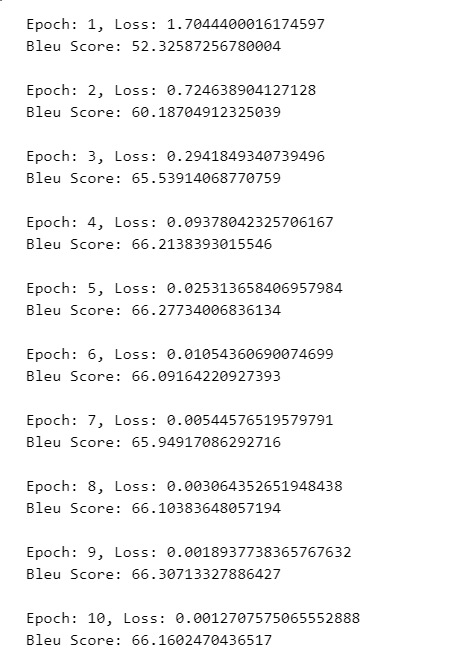 Epoch: 1, Loss: 1.7044400016174597
Bleu Score: 52.32587256780004
Epoch: 2, Loss: 0.724638904127128
Bleu Score: 60.18704912325039
Epoch: 3, Loss: 0.2941849340739496
Bleu Score: 65.53914068770759
Epoch: 4, Loss: 0.09378042325706167
Bleu Score: 66.2138393015546
Epoch: 5, Loss: 0.025313658406957984
Bleu Score: 66.27734006836134
Epoch: 6, Loss: 0.01054360690074699
Bleu Score: 66.09164220927393
Epoch: 7, Loss: 0.00544576519579791
Bleu Score: 65.94917086292716
Epoch: 8, Loss: 0.003064352651948438
Bleu Score: 66.10383648057194
Epoch: 9, Loss: 0.0018937738365767632
Bleu Score: 66.30713327886427
Epoch: 10, Loss: 0.0012707575065552888
Bleu Score: 66.1602470436517